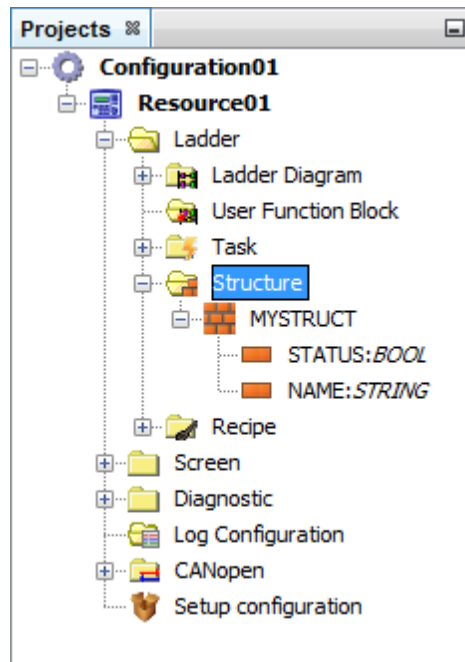 Projects
Configuration01
Resource01
Ladder
Ladder Diagram
User Function Block
Task
Structure
MYSTRUCT
STATUS:BOOL
NAME:STRING
Recipe
Screen
Diagnostic
Log Configuration
CANopen
Setup configuration